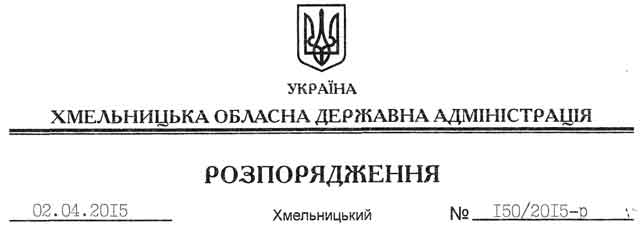 УКРАЇНА
ХМЕЛЬНИЦЬКА ОБЛАСНА ДЕРЖАВНА АДМІНІСТРАЦІЯ
РОЗПОРЯДЖЕННЯ
02.04.2015 Хмельницький № 150/2015-р